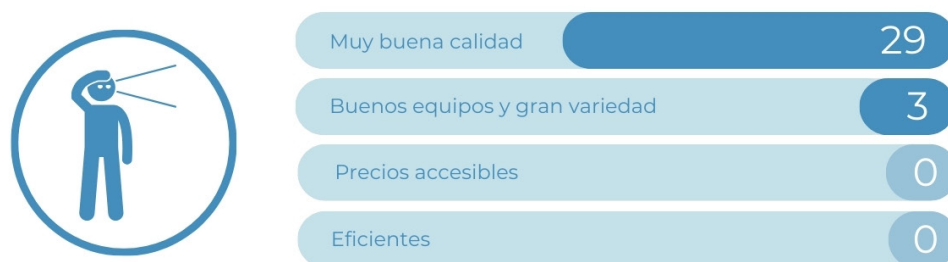 Muy buena calidad 29
Buenos equipos y gran variedad 3
Precios accesibles 0
Eficientes 0